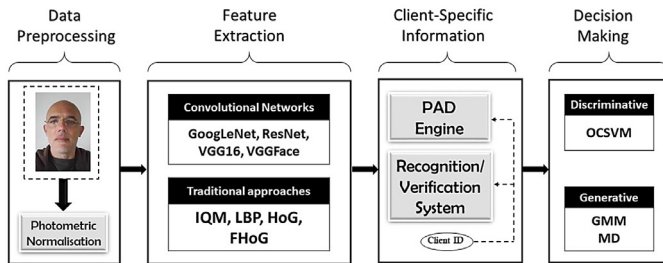 Data
Preprocessing
Feature
Extraction
Client-Specific
Information
Decision
Making
Photometric
Normalisation
Convolutional Networks
GoogLeNet, ResNet,
VGG16, VGGFace
Traditional approaches
IQM, LBP, HoG,
FHoG
PAD
Engine
Recognition/
Verification
System
Client ID
Discriminative
OCSVM
Generative
GMM
MD